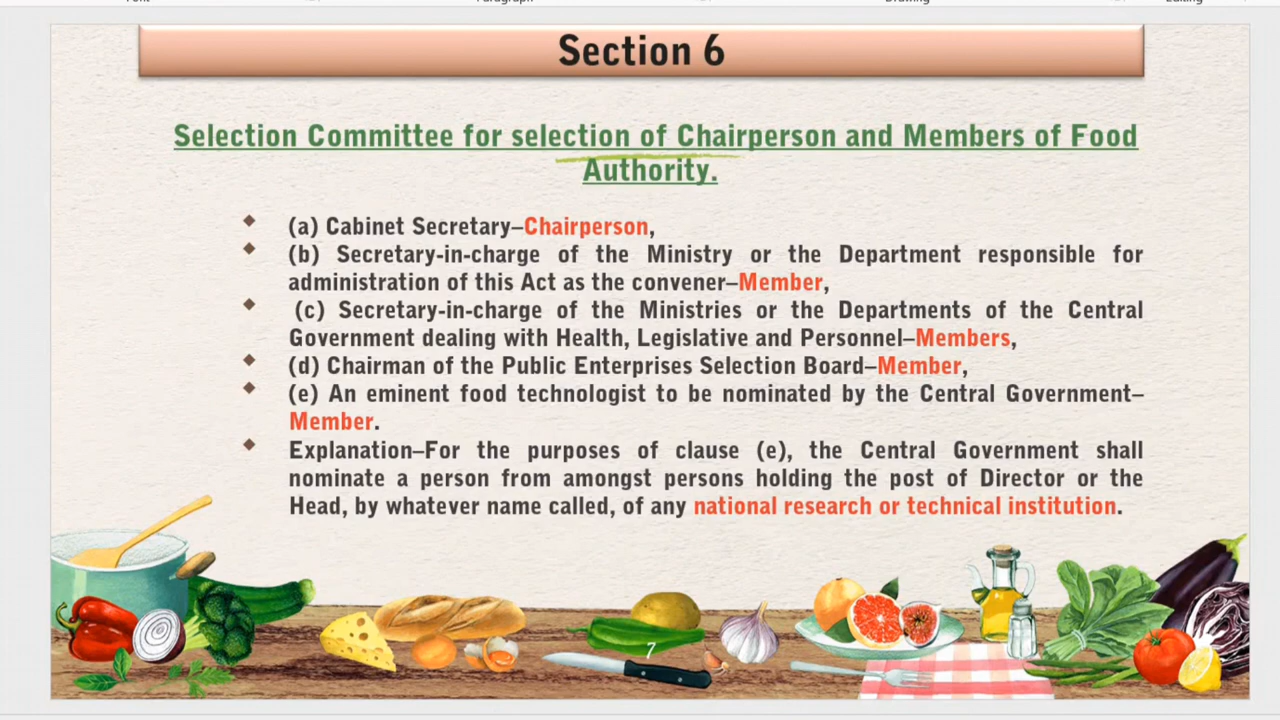 Font Paragraph Drawing Editing
Section 6
Selection Committee for selection of Chairperson and Members of Food
Authority.
(a) Cabinet Secretary–Chairperson,
(b) Secretary-in-charge of the Ministry or the Department responsible for
administration of this Act as the convener–Member,
(c) Secretary-in-charge of the Ministries or the Departments of the Central
Government dealing with Health, Legislative and Personnel–Members,
(d) Chairman of the Public Enterprises Selection Board–Member,
(e) An eminent food technologist to be nominated by the Central Government–
Member.
Explanation–For the purposes of clause (e), the Central Government shall
nominate a person from amongst persons holding the post of Director or the
Head, by whatever name called, of any national research or technical institution.
7